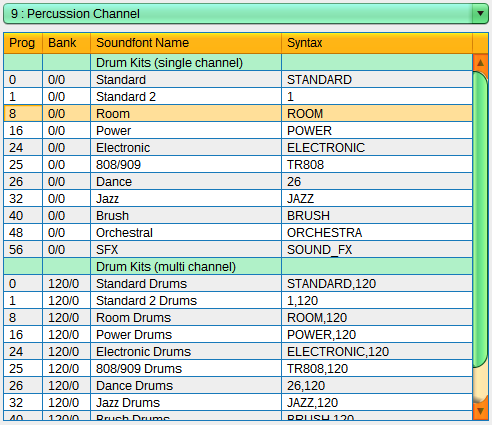 9 : Percussion Channel
Prog Bank Soundfont Name Syntax
Drum Kits (single channel)
0 0/0 Standard STANDARD
1 0/0 Standard 2 1
8 0/0 Room ROOM
16 0/0 Power POWER
24 0/0 Electronic ELECTRONIC
25 0/0 808/909 TR808
26 0/0 Dance 26
32 0/0 Jazz JAZZ
40 0/0 Brush BRUSH
48 0/0 Orchestral ORCHESTRA
56 0/0 SFX SOUND_FX
Drum Kits (multi channel)
0 120/0 Standard Drums STANDARD,120
1 120/0 Standard 2 Drums 1,120
8 120/0 Room Drums ROOM,120
16 120/0 Power Drums POWER,120
24 120/0 Electronic Drums ELECTRONIC,120
25 120/0 808/909 Drums TR808,120
26 120/0 Dance Drums 26,120
32 120/0 Jazz Drums JAZZ,120
40 120/0 Brush Drums BRUSH,120